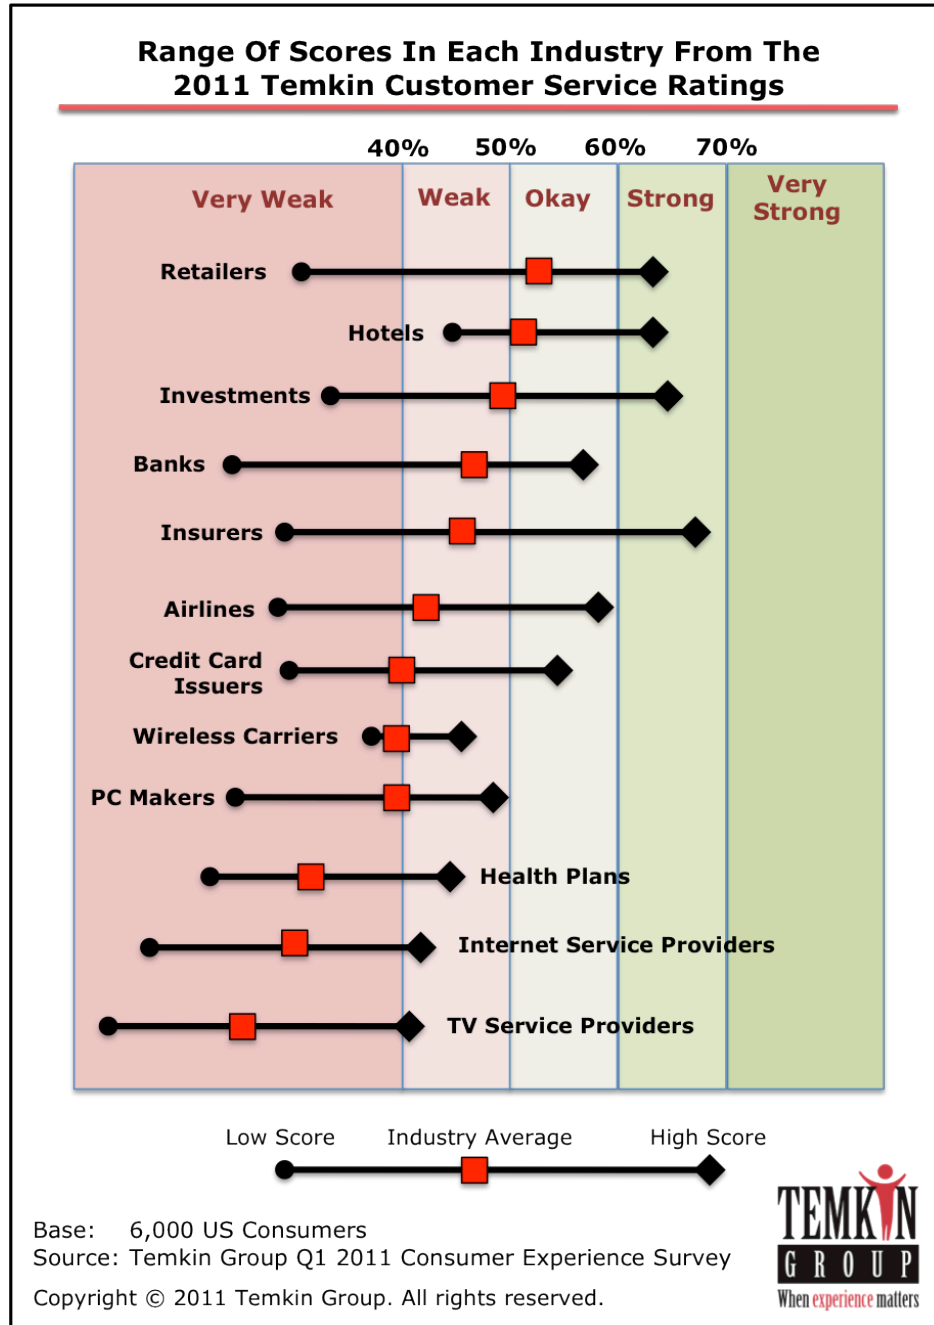 Range Of Scores In Each Industry From The
2011 Temkin Customer Service Ratings
40% 50% 60% 70%
Very Weak Weak Okay Strong Very
Strong
Retailers
Hotels
Investments
Banks
Insurers
Airlines
Credit Card
Issuers
Wireless Carriers
PC Makers
Health Plans
Internet Service Providers
TV Service Providers
Low Score Industry Average High Score
Base: 6,000 US Consumers
Source: Temkin Group Q1 2011 Consumer Experience Survey
Copyright © 2011 Temkin Group. All rights reserved.
TEMKIN
GROUP
When experience matters